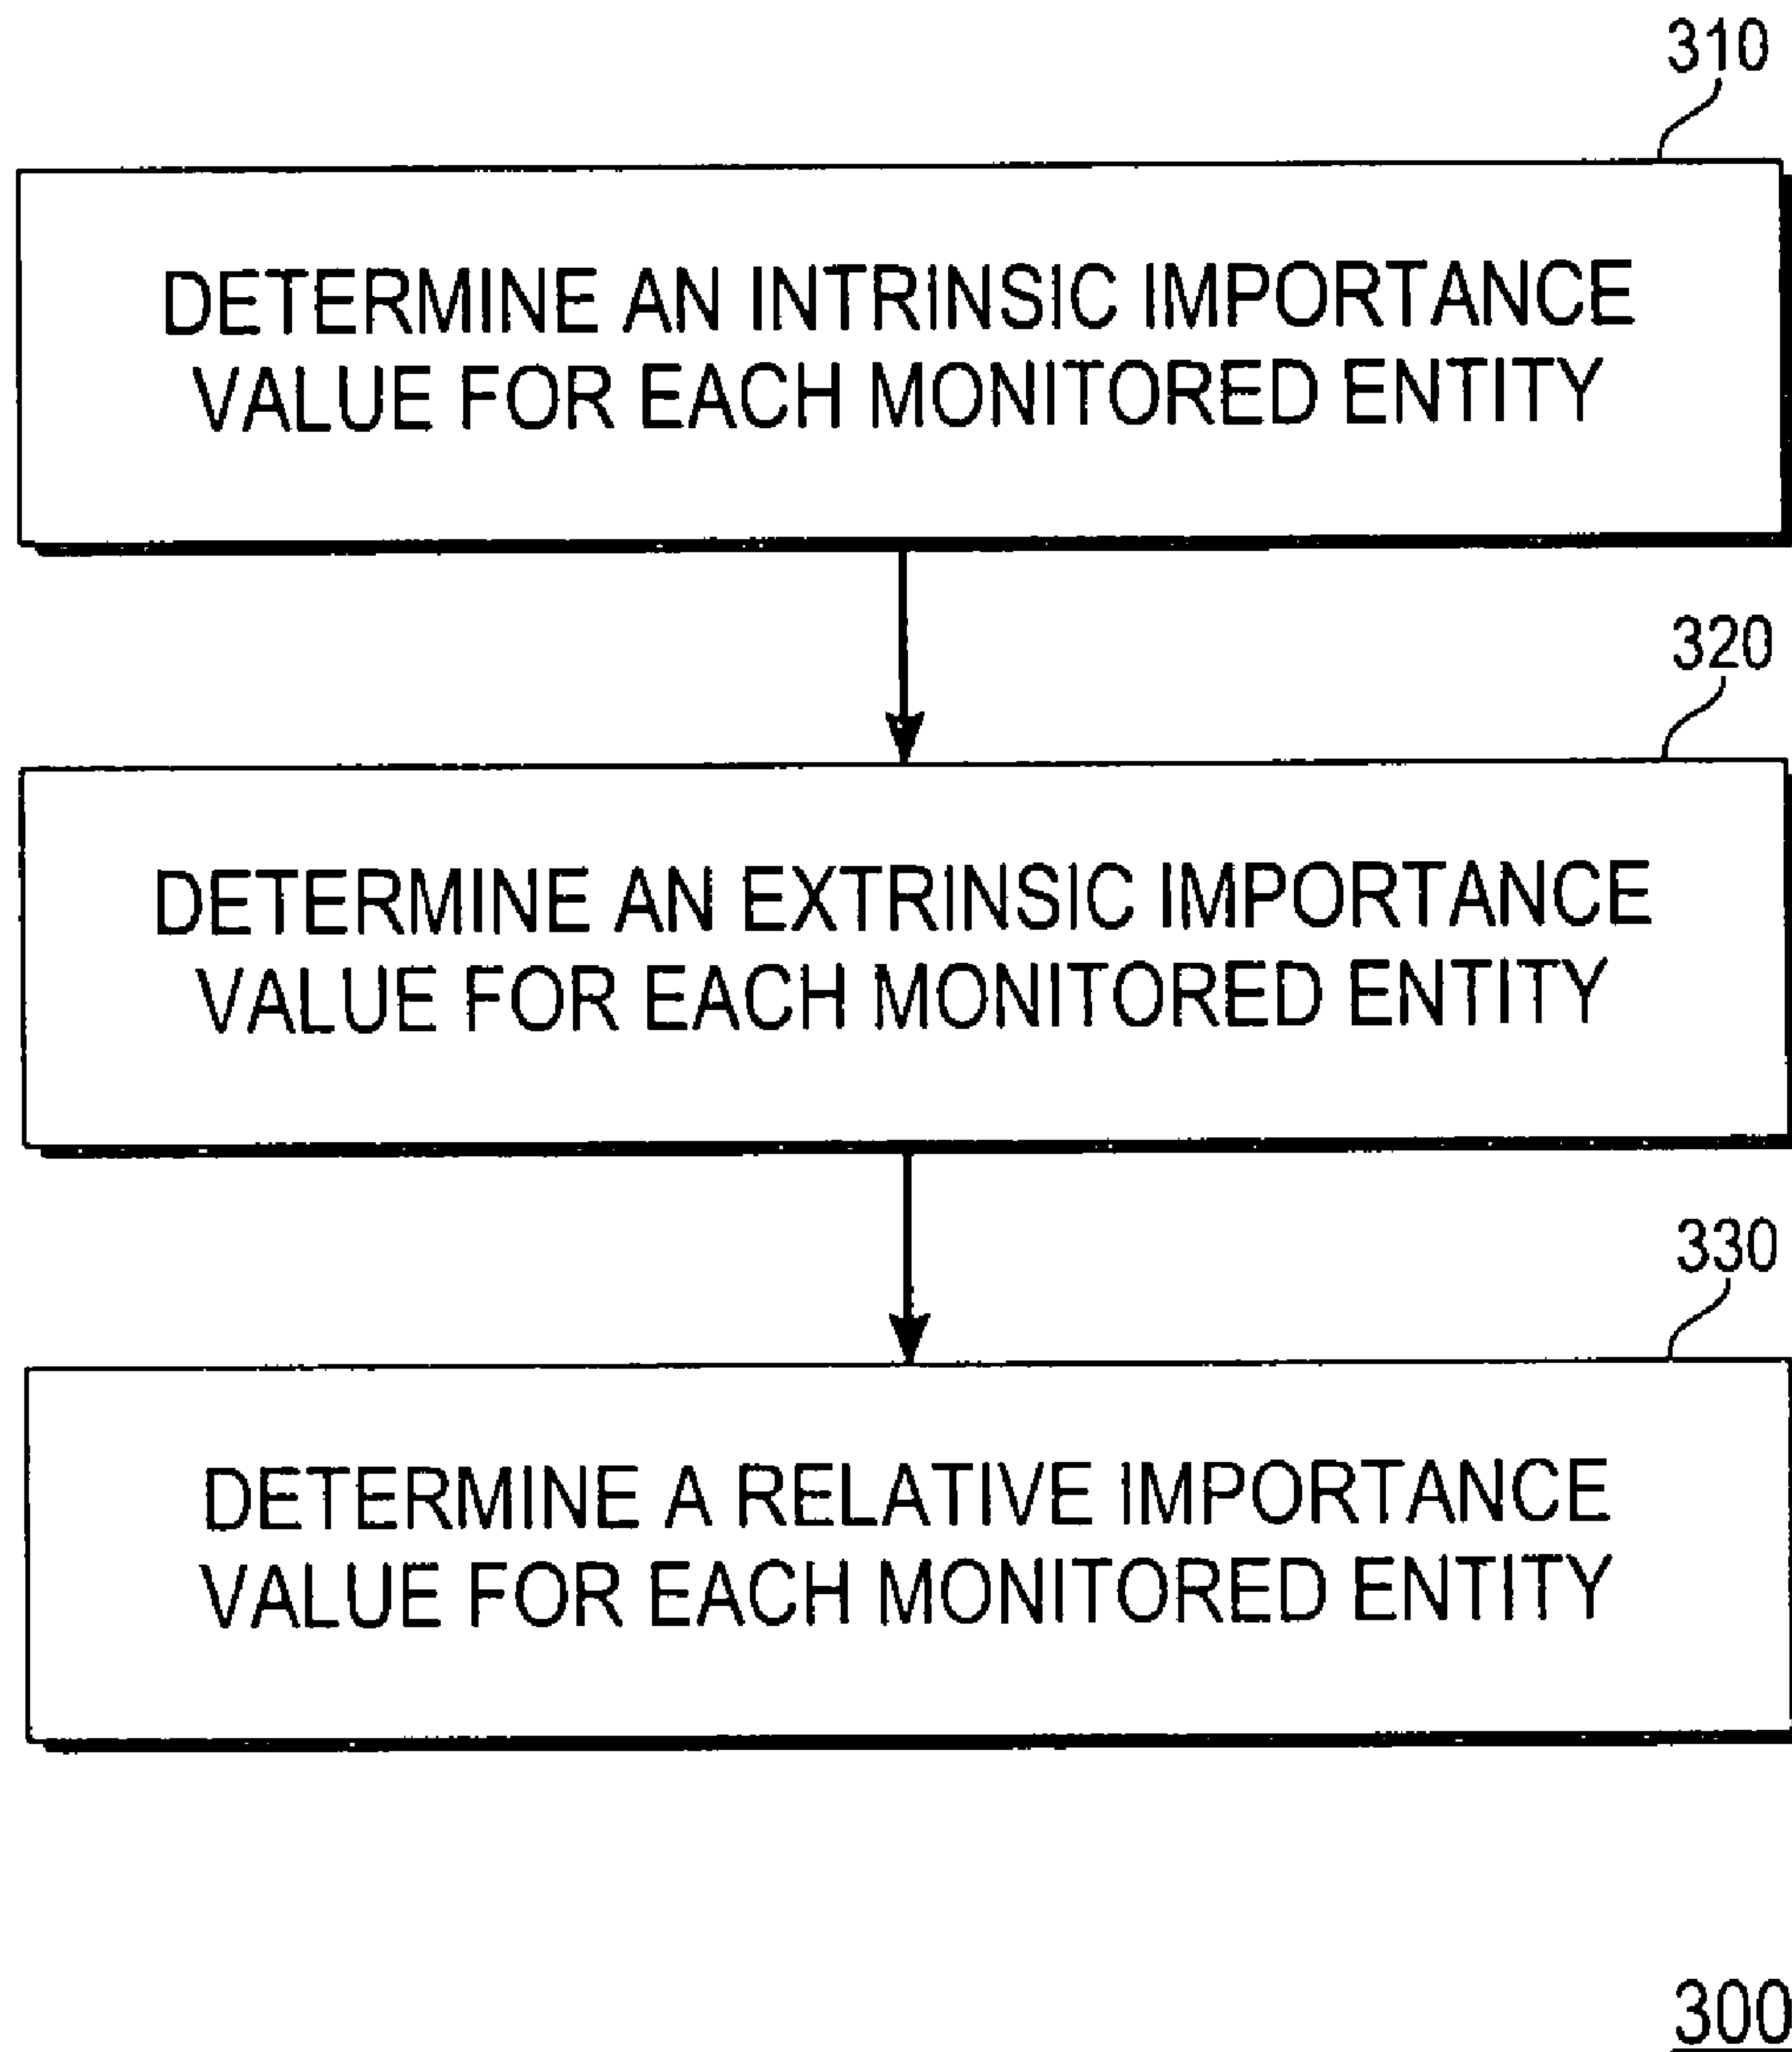 310
DETERMINE AN INTRINSIC IMPORTANCE
VALUE FOR EACH MONITORED ENTITY
320
DETERMINE AN EXTRINSIC IMPORTANCE
VALUE FOR EACH MONITORED ENTITY
330
DETERMINE A RELATIVE IMPORTANCE
VALUE FOR EACH MONITORED ENTITY
300